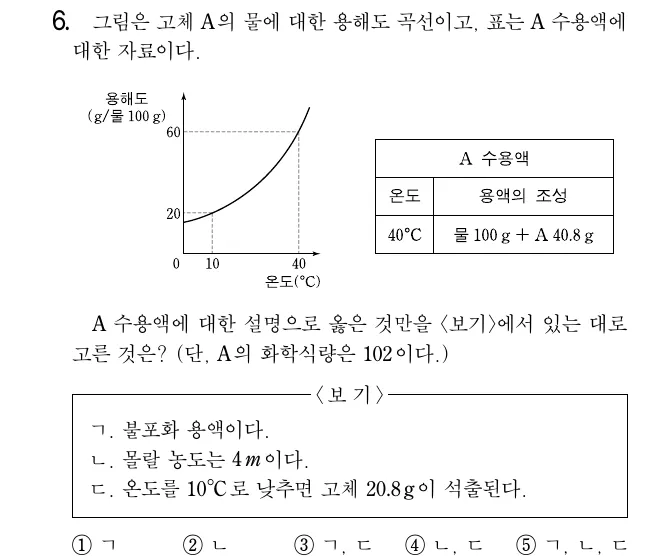 6. 그림은 고체 A의 물에 대한 용해도 곡선이고, 표는 A 수용액에
대한 자료이다.
용해도
(g/물 100 g)
60
20
0 10 40
온도(℃)
A 수용액
온도 용액의 조성
40℃ 물 100 g + A 40.8 g
A 수용액에 대한 설명으로 옳은 것만을 〈보기〉에서 있는 대로
고른 것은? (단, A의 화학식량은 102이다.)
〈보 기〉
ㄱ. 불포화 용액이다.
ㄴ. 몰랄 농도는 4 m이다.
ㄷ. 온도를 10℃로 낮추면 고체 20.8 g이 석출된다.
① ㄱ ② ㄴ ③ ㄱ, ㄷ ④ ㄴ, ㄷ ⑤ ㄱ, ㄴ, ㄷ